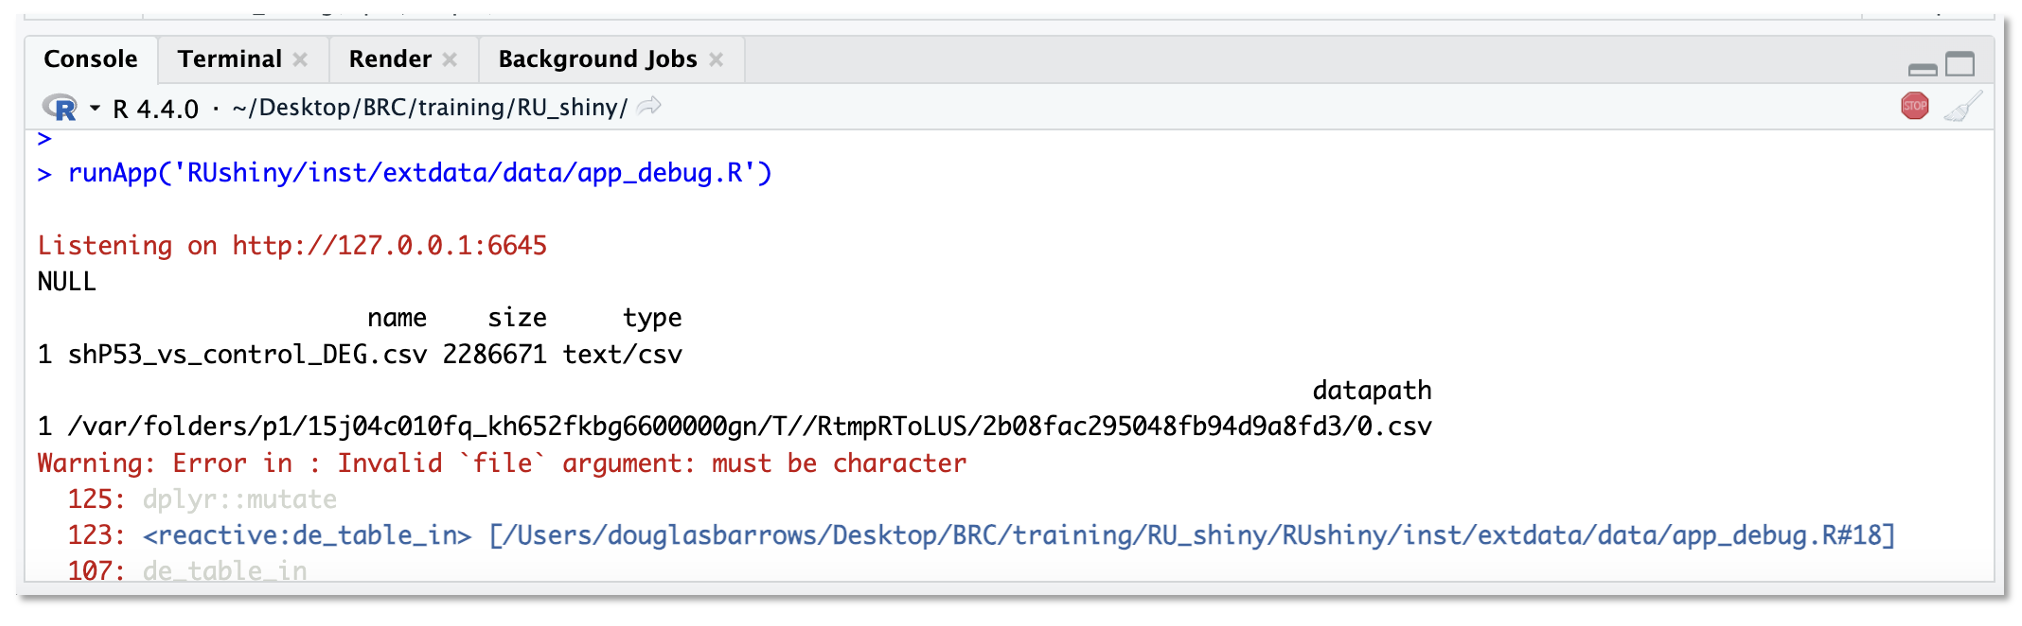 Console Terminal Render Background Jobs
R R 4.4.0 · ~/Desktop/BRC/training/RU_shiny/ STOP
>
> runApp('RUshiny/inst/extdata/data/app_debug.R')
Listening on http://127.0.0.1:6645
NULL
name size type
1 shP53_vs_control_DEG.csv 2286671 text/csv
datapath
1 /var/folders/p1/15j04c010fq_kh652fkbg6600000gn/T//RtmpRToLUS/2b08fac295048fb94d9a8fd3/0.csv
Warning: Error in : Invalid `file` argument: must be character
125: dplyr::mutate
123: <reactive:de_table_in> [/Users/douglasbarrows/Desktop/BRC/training/RU_shiny/RUshiny/inst/extdata/data/app_debug.R#18]
107: de_table_in